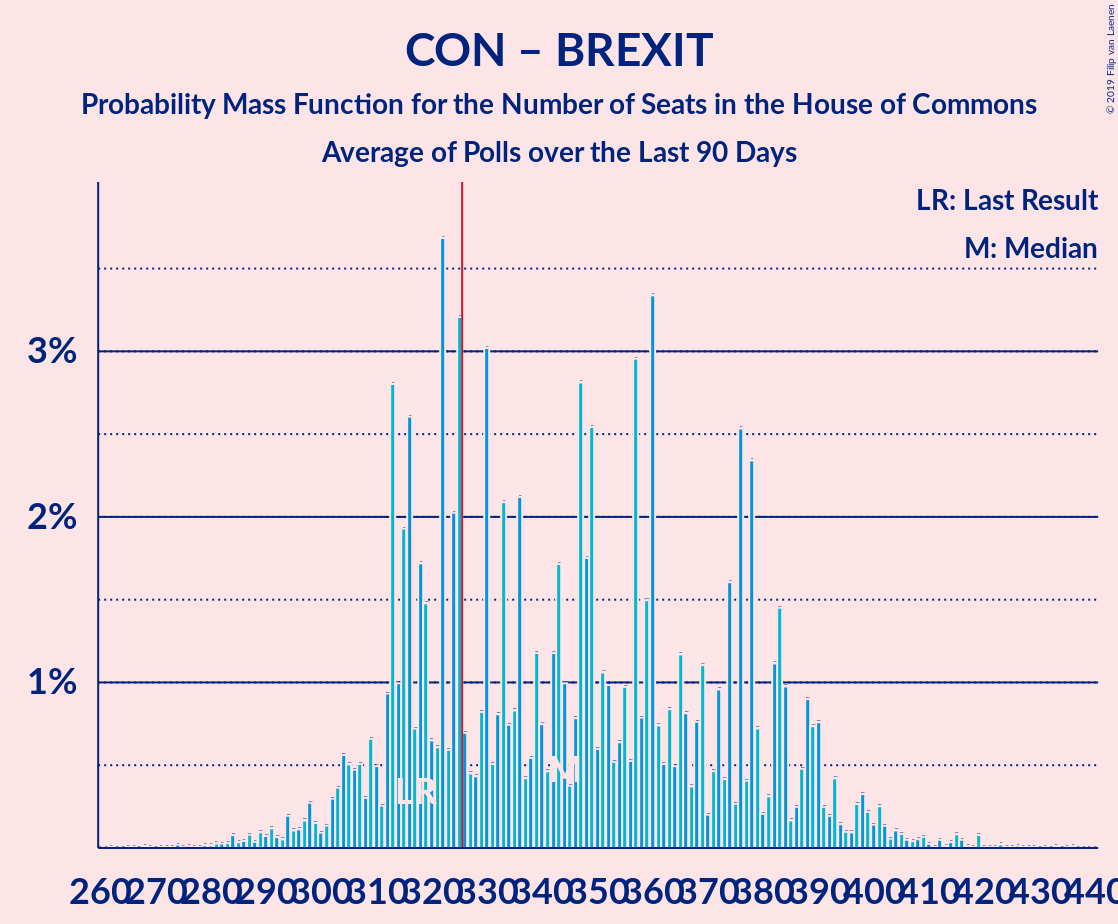 CON – BREXIT
Probability Mass Function for the Number of Seats in the House of Commons
Average of Polls over the Last 90 Days
© 2019 Filip van Laenen
LR: Last Result
M: Median
3%
2%
1%
LR
M
260 270 280 290 300 310 320 330 340 350 360 370 380 390 400 410 420 430 440